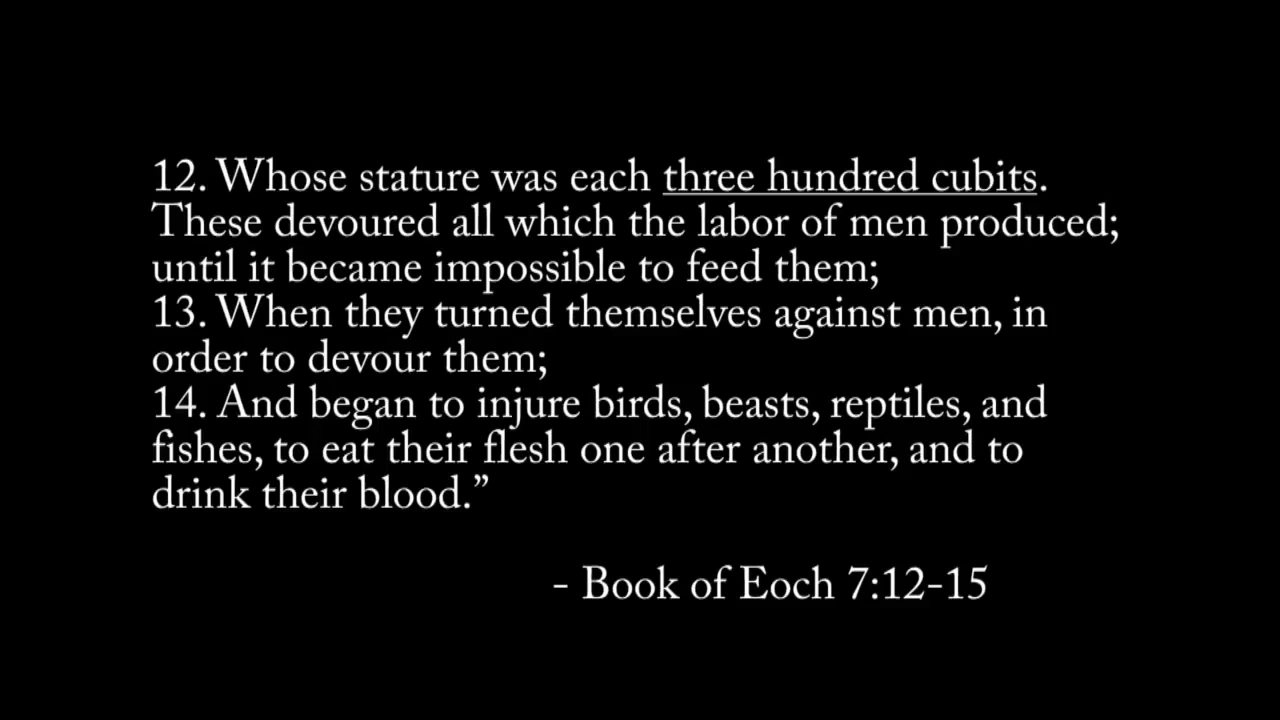 12. Whose stature was each three hundred cubits.
These devoured all which the labor of men produced;
until it became impossible to feed them;
13. When they turned themselves against men, in
order to devour them;
14. And began to injure birds, beasts, reptiles, and
fishes, to eat their flesh one after another, and to
drink their blood.”
- Book of Eoch 7:12-15